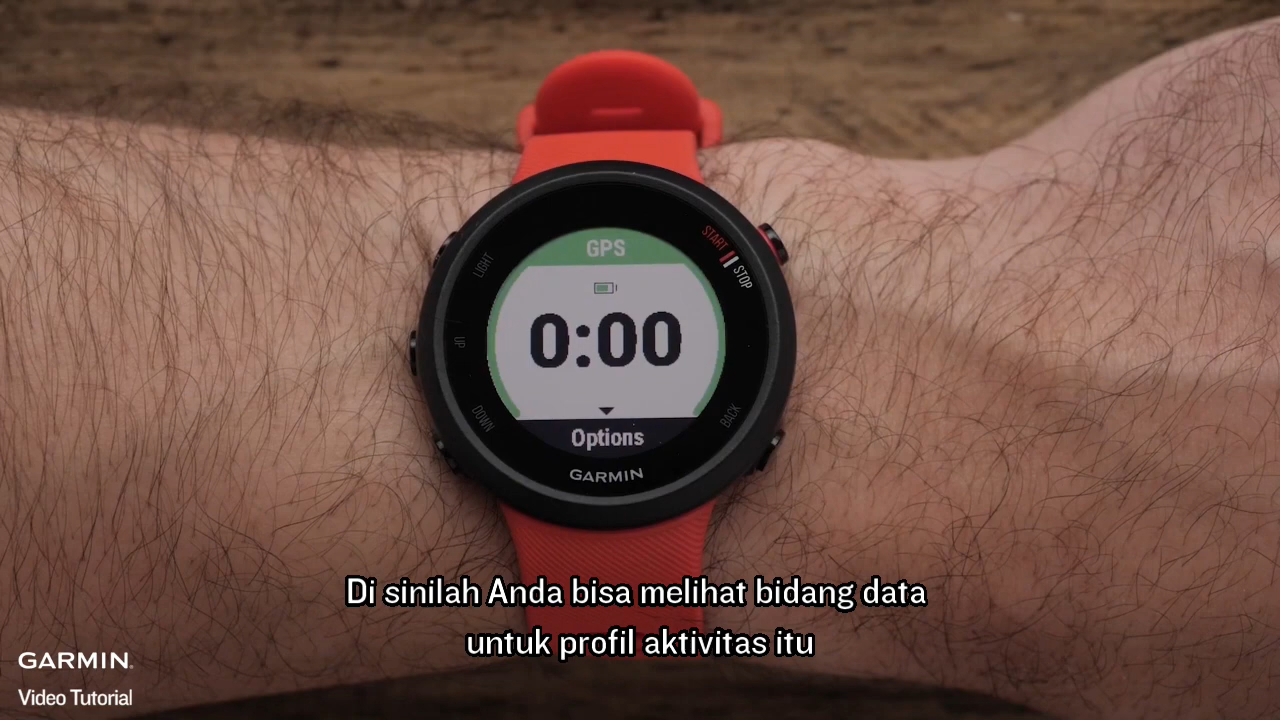 GPS
START
STOP
LIGHT
0:00
UP
DOWN
BACK
Options
GARMIN
Di sinilah Anda bisa melihat bidang data
untuk profil aktivitas itu
GARMIN.
Video Tutorial